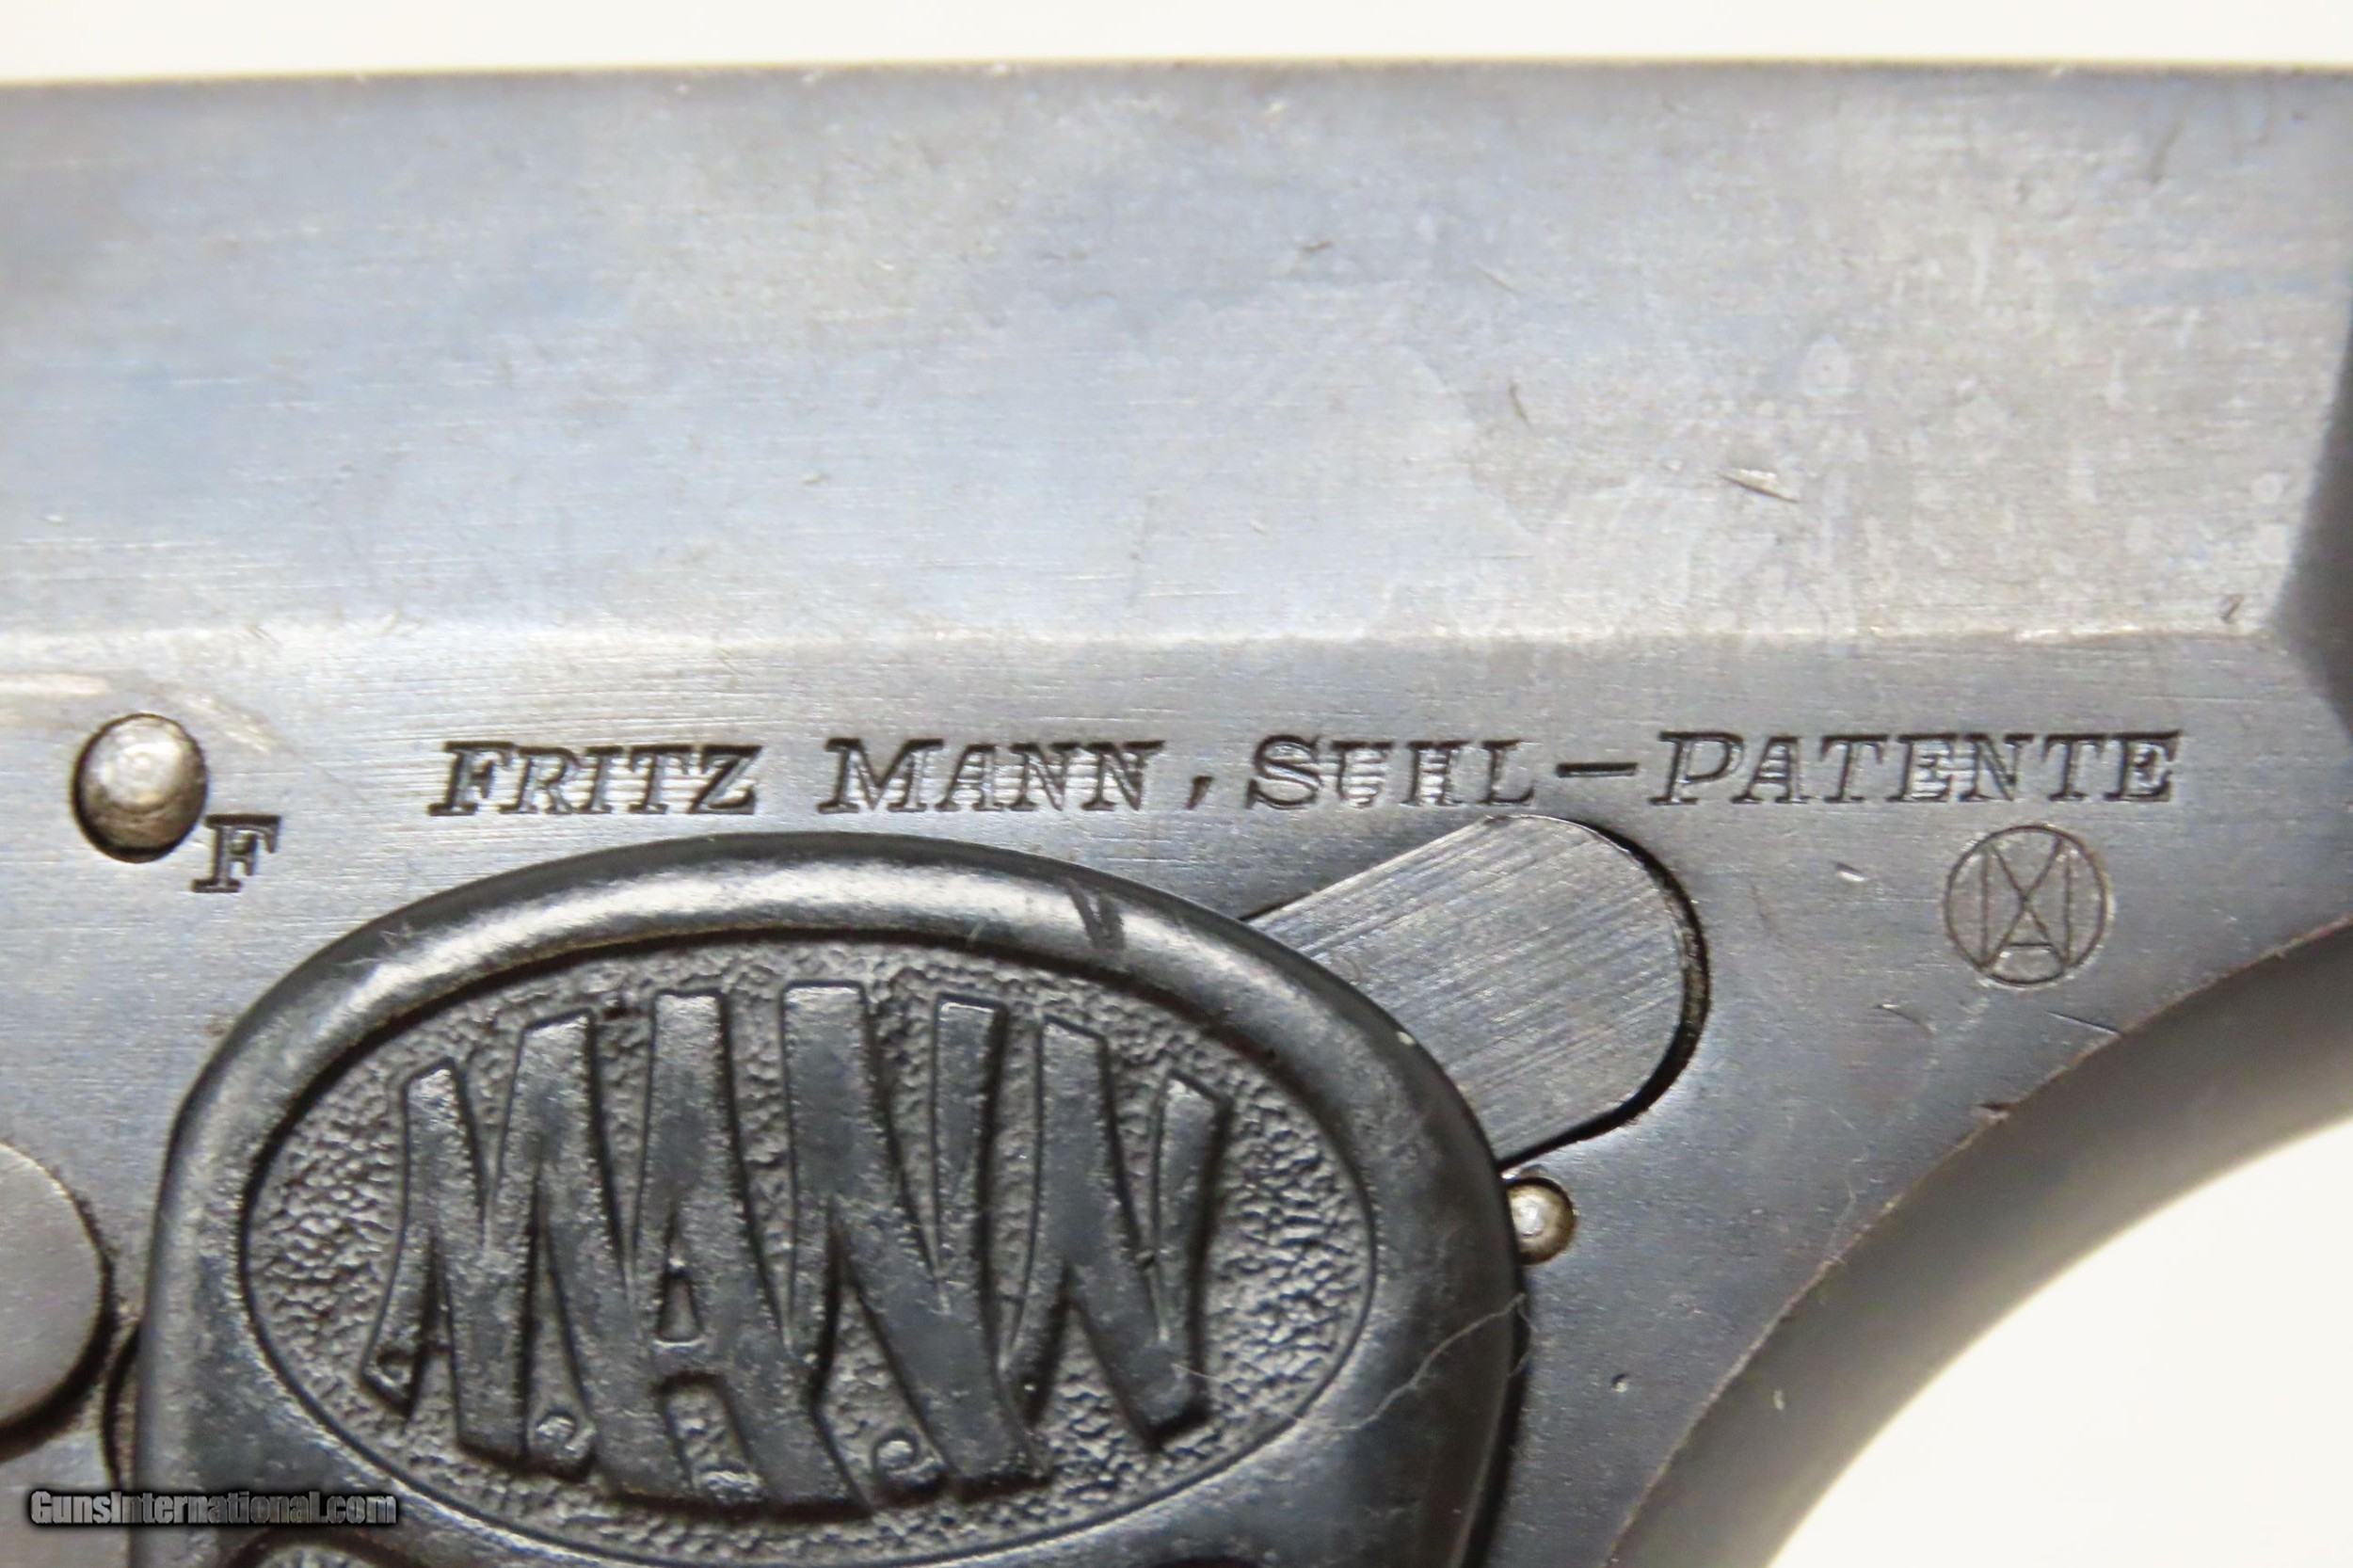 FRITZ MANN, SUHL-PATENTE
F
MANN
GunsInternational.com